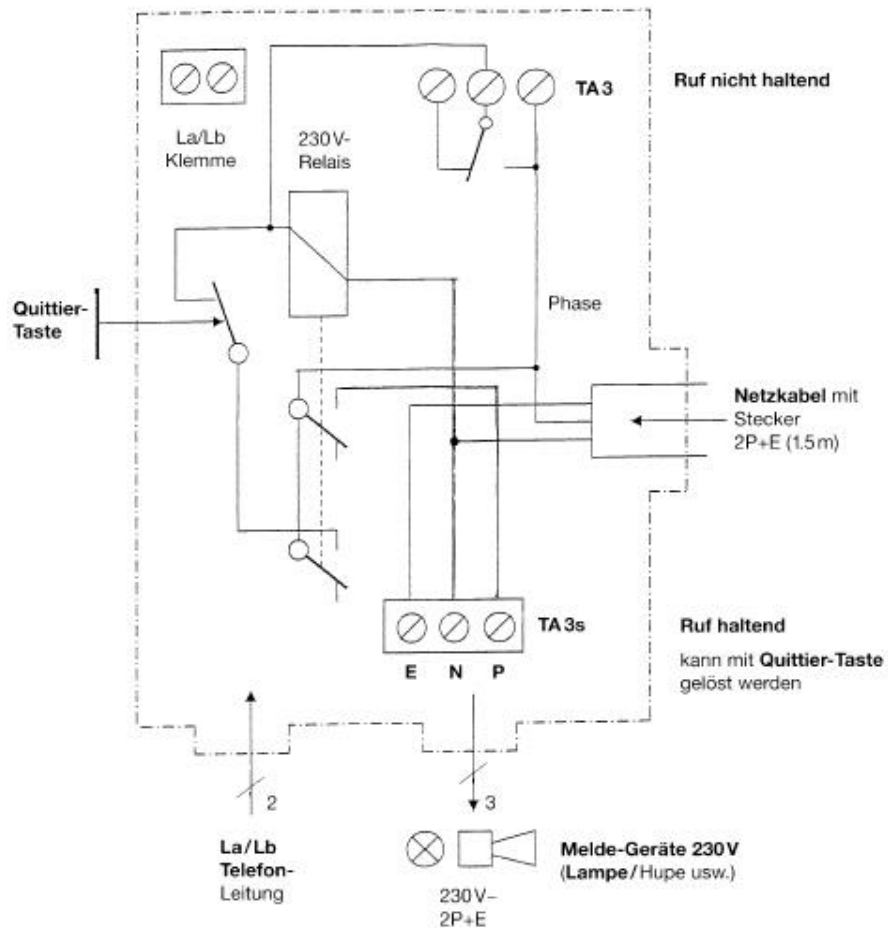 TA 3
Ruf nicht haltend
La/Lb
Klemme
230 V-
Relais
Quittier-
Taste
Phase
Netzkabel mit
Stecker
2P+E (1.5 m)
TA 3s
E N P
Ruf haltend
kann mit Quittier-Taste
gelöst werden
2
3
La/Lb
Telefon-
Leitung
230 V–
2P+E
Melde-Geräte 230 V
(Lampe/Hupe usw.)